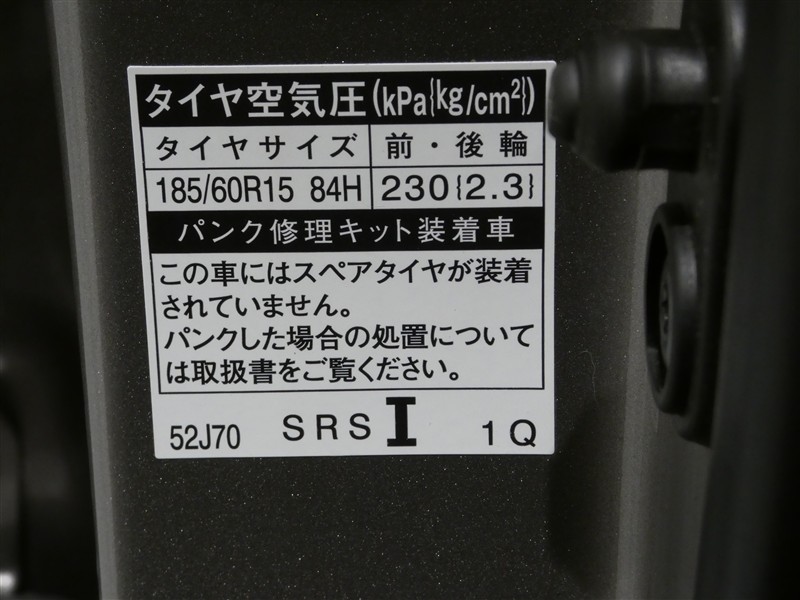 タイヤ空気圧(kPa{kg/cm²})
タイヤサイズ 前・後輪
185/60R15 84H 230{2.3}
パンク修理キット装着車
この車にはスペアタイヤが装着
されていません。
パンクした場合の処置について
は取扱書をご覧ください。
52J70 SRS I 1Q